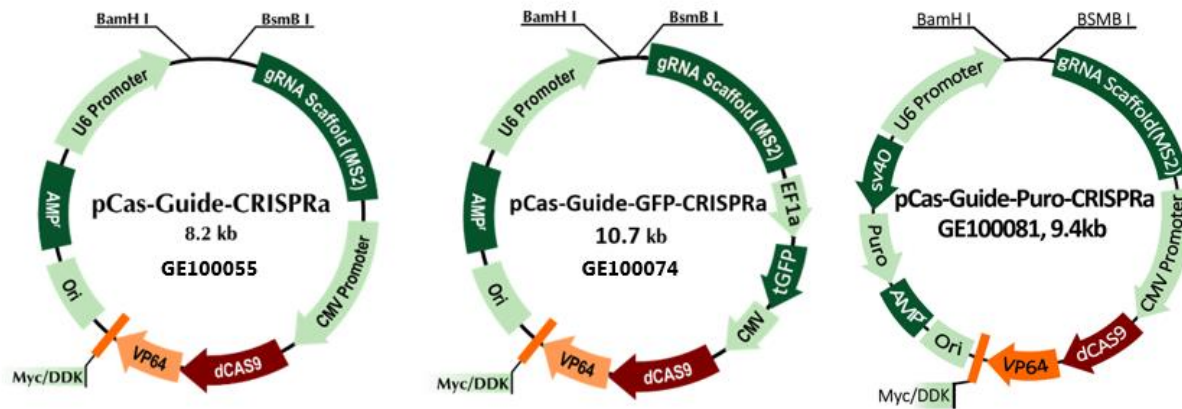 BamH I
BsmB I
U6 Promoter
gRNA Scaffold (MS2)
AMPr
pCas-Guide-CRISPRa
8.2 kb
GE100055
Ori
CMV Promoter
VP64
dCAS9
Myc/DDK
BamH I
BsmB I
U6 Promoter
gRNA Scaffold (MS2)
EF1a
AMPr
pCas-Guide-GFP-CRISPRa
10.7 kb
GE100074
tGFP
Ori
CMV
VP64
dCAS9
Myc/DDK
BamH I
BSMB I
U6 Promoter
gRNA Scaffold(MS2)
sv40
pCas-Guide-Puro-CRISPRa
GE100081, 9.4kb
Puro
CMV Promoter
AMPr
Ori
VP64
dCAS9
Myc/DDK